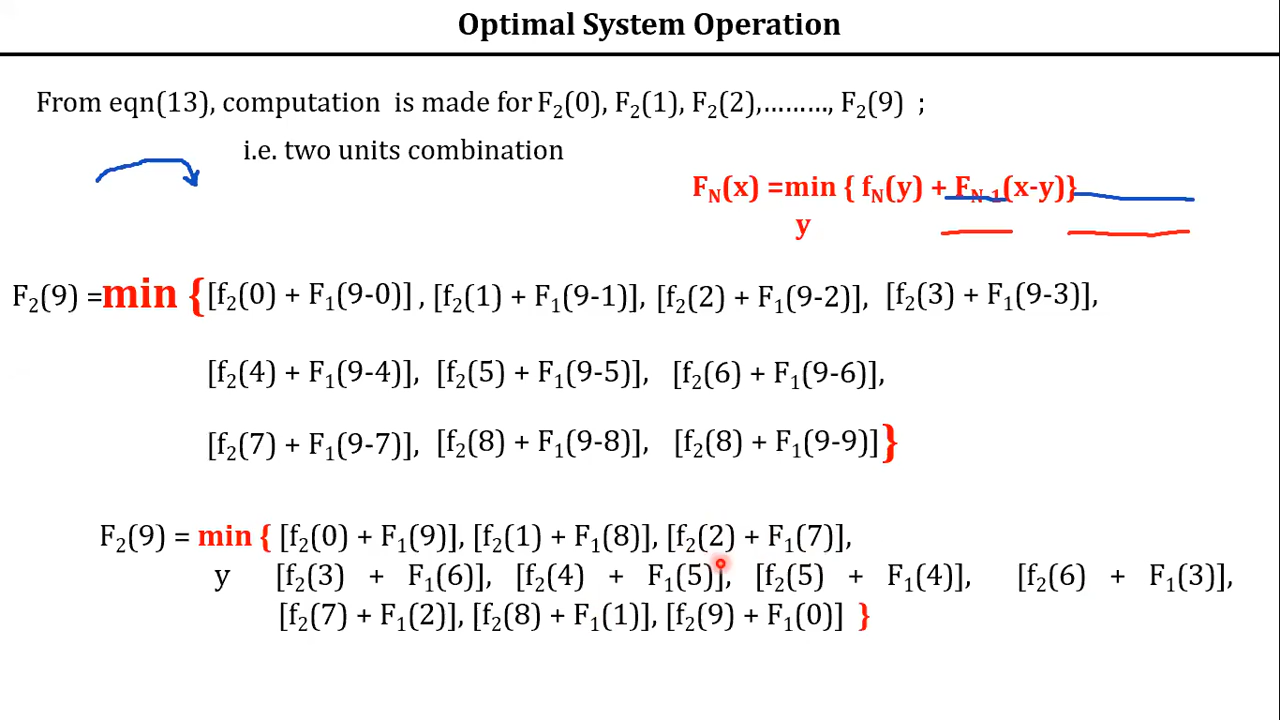 Optimal System Operation
From eqn(13), computation is made for F₂(0), F₂(1), F₂(2),………, F₂(9) ;
i.e. two units combination
F_N(x) =min { f_N(y) + F_N-1(x-y)}
y
F₂(9) =min {[f₂(0) + F₁(9-0)] , [f₂(1) + F₁(9-1)], [f₂(2) + F₁(9-2)], [f₂(3) + F₁(9-3)],
[f₂(4) + F₁(9-4)], [f₂(5) + F₁(9-5)], [f₂(6) + F₁(9-6)],
[f₂(7) + F₁(9-7)], [f₂(8) + F₁(9-8)], [f₂(8) + F₁(9-9)]}
F₂(9) = min { [f₂(0) + F₁(9)], [f₂(1) + F₁(8)], [f₂(2) + F₁(7)],
y [f₂(3) + F₁(6)], [f₂(4) + F₁(5)], [f₂(5) + F₁(4)], [f₂(6) + F₁(3)],
[f₂(7) + F₁(2)], [f₂(8) + F₁(1)], [f₂(9) + F₁(0)] }